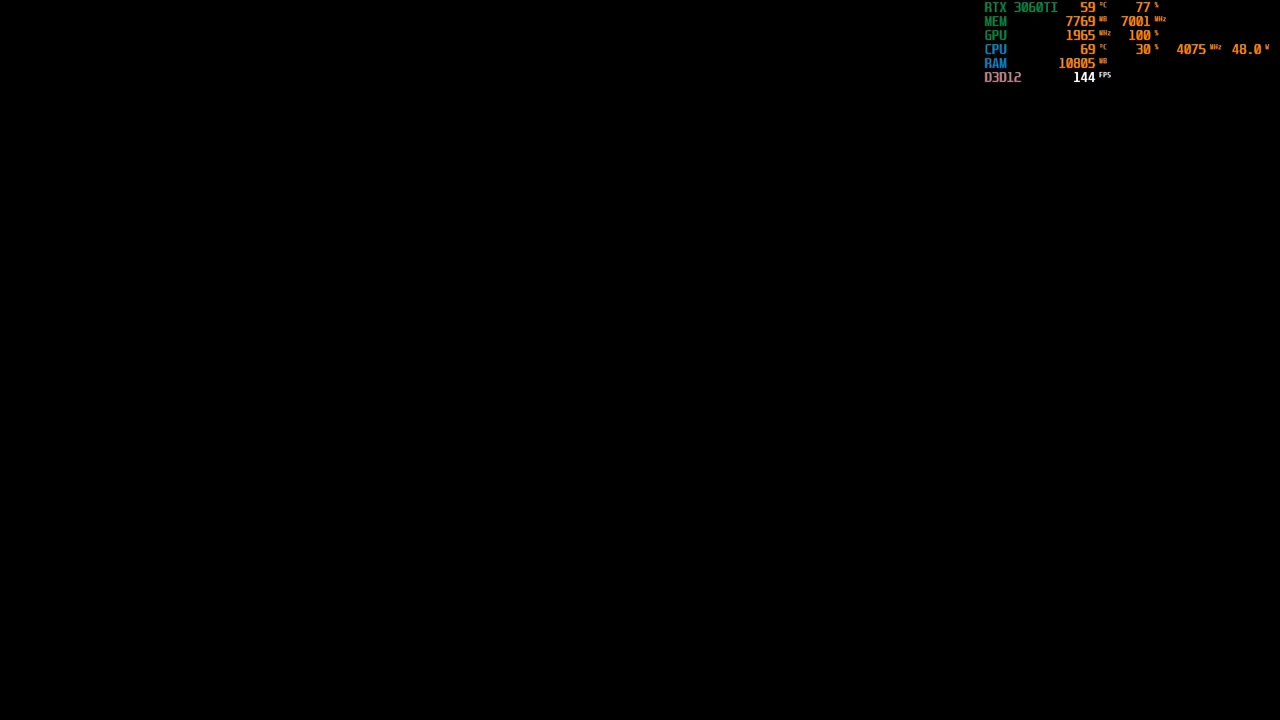 RTX 3060TI 59 °C 77 %
MEM 7769 MB 7001 MHz
GPU 1965 MHz 100 %
CPU 69 °C 30 % 4075 MHz 48.0 W
RAM 10805 MB
D3D12 144 FPS